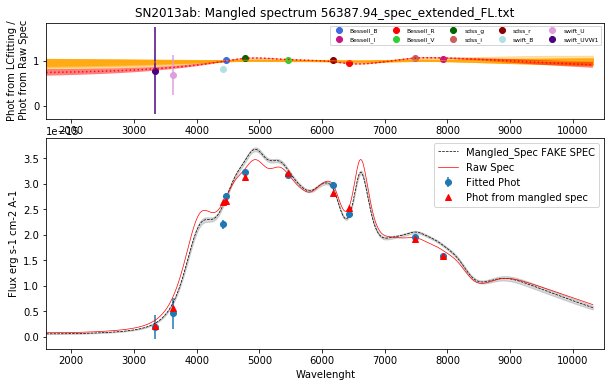 SN2013ab: Mangled spectrum 56387.94_spec_extended_FL.txt
Phot from LCfitting /
Phot from Raw Spec
1
0
Bessell_B Bessell_R sdss_g sdss_r swift_U
Bessell_I Bessell_V sdss_i swift_B swift_UVW1
2000 3000 4000 5000 6000 7000 8000 9000 10000
1e−15
Flux erg s-1 cm-2 A-1
3.5
3.0
2.5
2.0
1.5
1.0
0.5
0.0
Mangled_Spec FAKE SPEC
Raw Spec
Fitted Phot
Phot from mangled spec
2000 3000 4000 5000 6000 7000 8000 9000 10000
Wavelenght